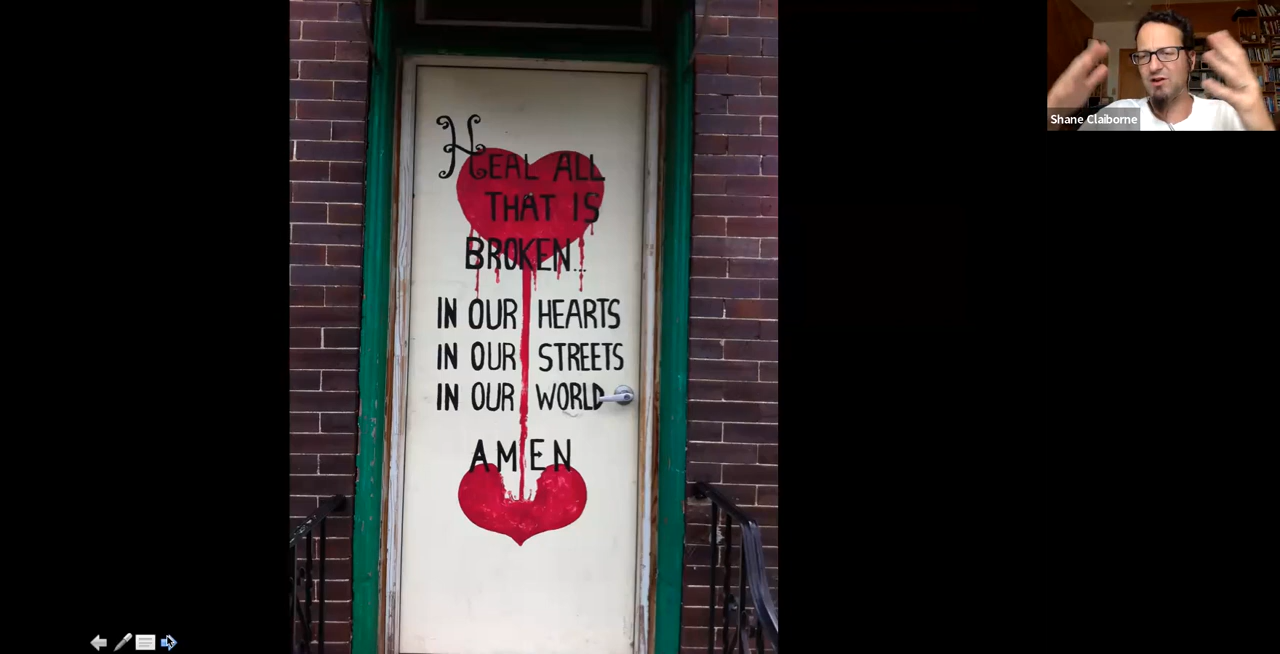 HEAL ALL
THAT IS
BROKEN...
IN OUR HEARTS
IN OUR STREETS
IN OUR WORLD
AMEN
Shane Claiborne